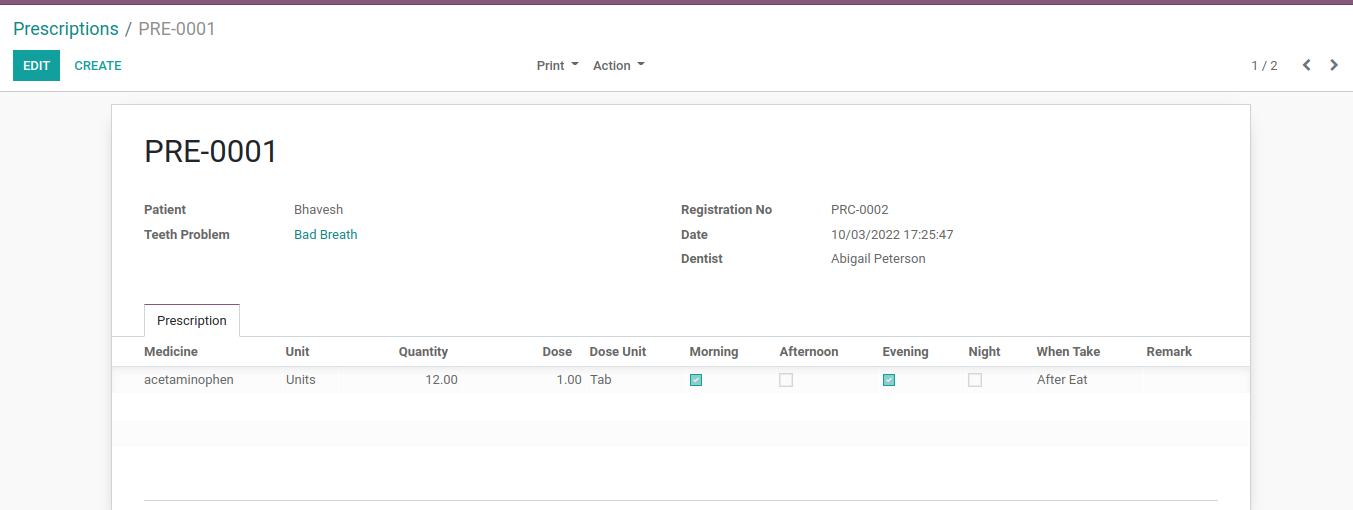 Prescriptions / PRE-0001
EDIT CREATE Print Action 1 / 2
PRE-0001
Patient Bhavesh Registration No PRC-0002
Teeth Problem Bad Breath Date 10/03/2022 17:25:47
Dentist Abigail Peterson
Prescription
Medicine Unit Quantity Dose Dose Unit Morning Afternoon Evening Night When Take Remark
acetaminophen Units 12.00 1.00 Tab After Eat